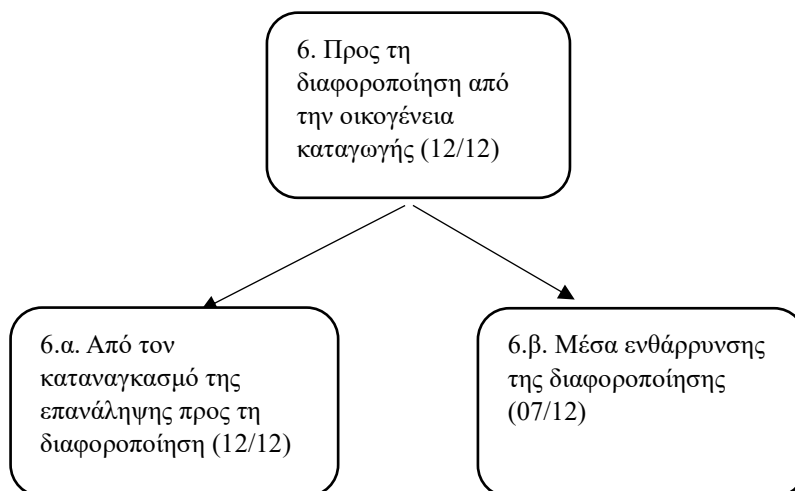 6. Προς τη
διαφοροποίηση από
την οικογένεια
καταγωγής (12/12)
6.α. Από τον
καταναγκασμό της
επανάληψης προς τη
διαφοροποίηση (12/12)
6.β. Μέσα ενθάρρυνσης
της διαφοροποίησης
(07/12)